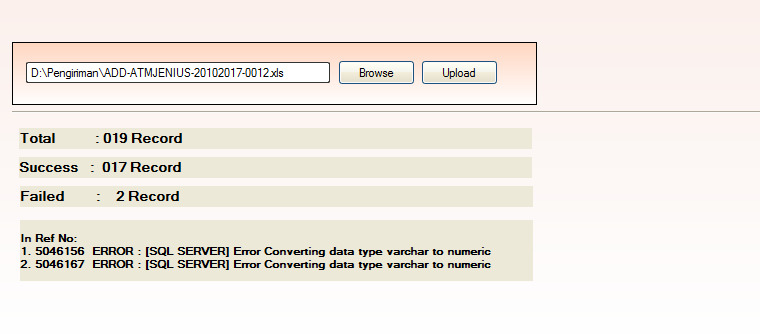 D:\Pengiriman\ADD-ATMJENIUS-20102017-0012.xls Browse Upload
Total : 019 Record
Success : 017 Record
Failed : 2 Record
In Ref No:
1. 5046156 ERROR : [SQL SERVER] Error Converting data type varchar to numeric
2. 5046167 ERROR : [SQL SERVER] Error Converting data type varchar to numeric